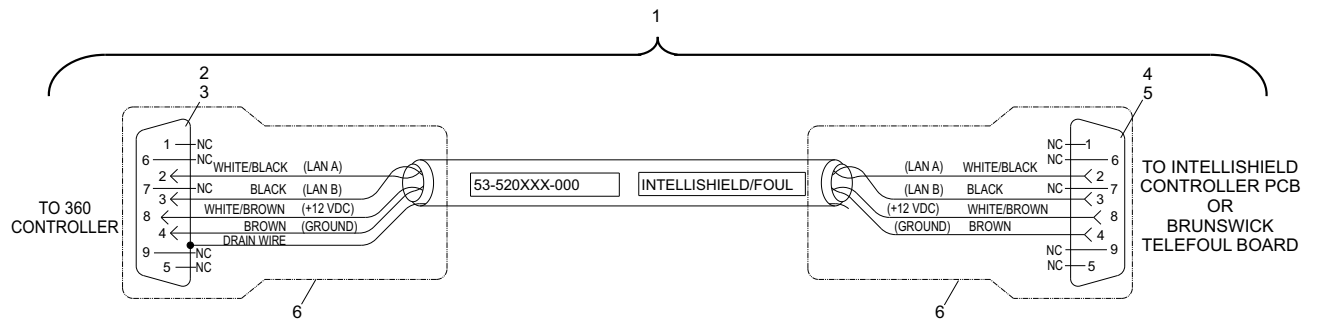 1
2
3
4
5
1 NC
6 NC
2 WHITE/BLACK (LAN A)
7 NC
3 BLACK (LAN B)
8 WHITE/BROWN (+12 VDC)
4 BROWN (GROUND)
DRAIN WIRE
9 NC
5 NC
TO 360
CONTROLLER
53-520XXX-000
INTELLISHIELD/FOUL
NC 1
NC 6
(LAN A) WHITE/BLACK 2
NC 7
(LAN B) BLACK 3
(+12 VDC) WHITE/BROWN 8
(GROUND) BROWN 4
NC 9
NC 5
TO INTELLISHIELD
CONTROLLER PCB
OR
BRUNSWICK
TELEFOUL BOARD
6
6